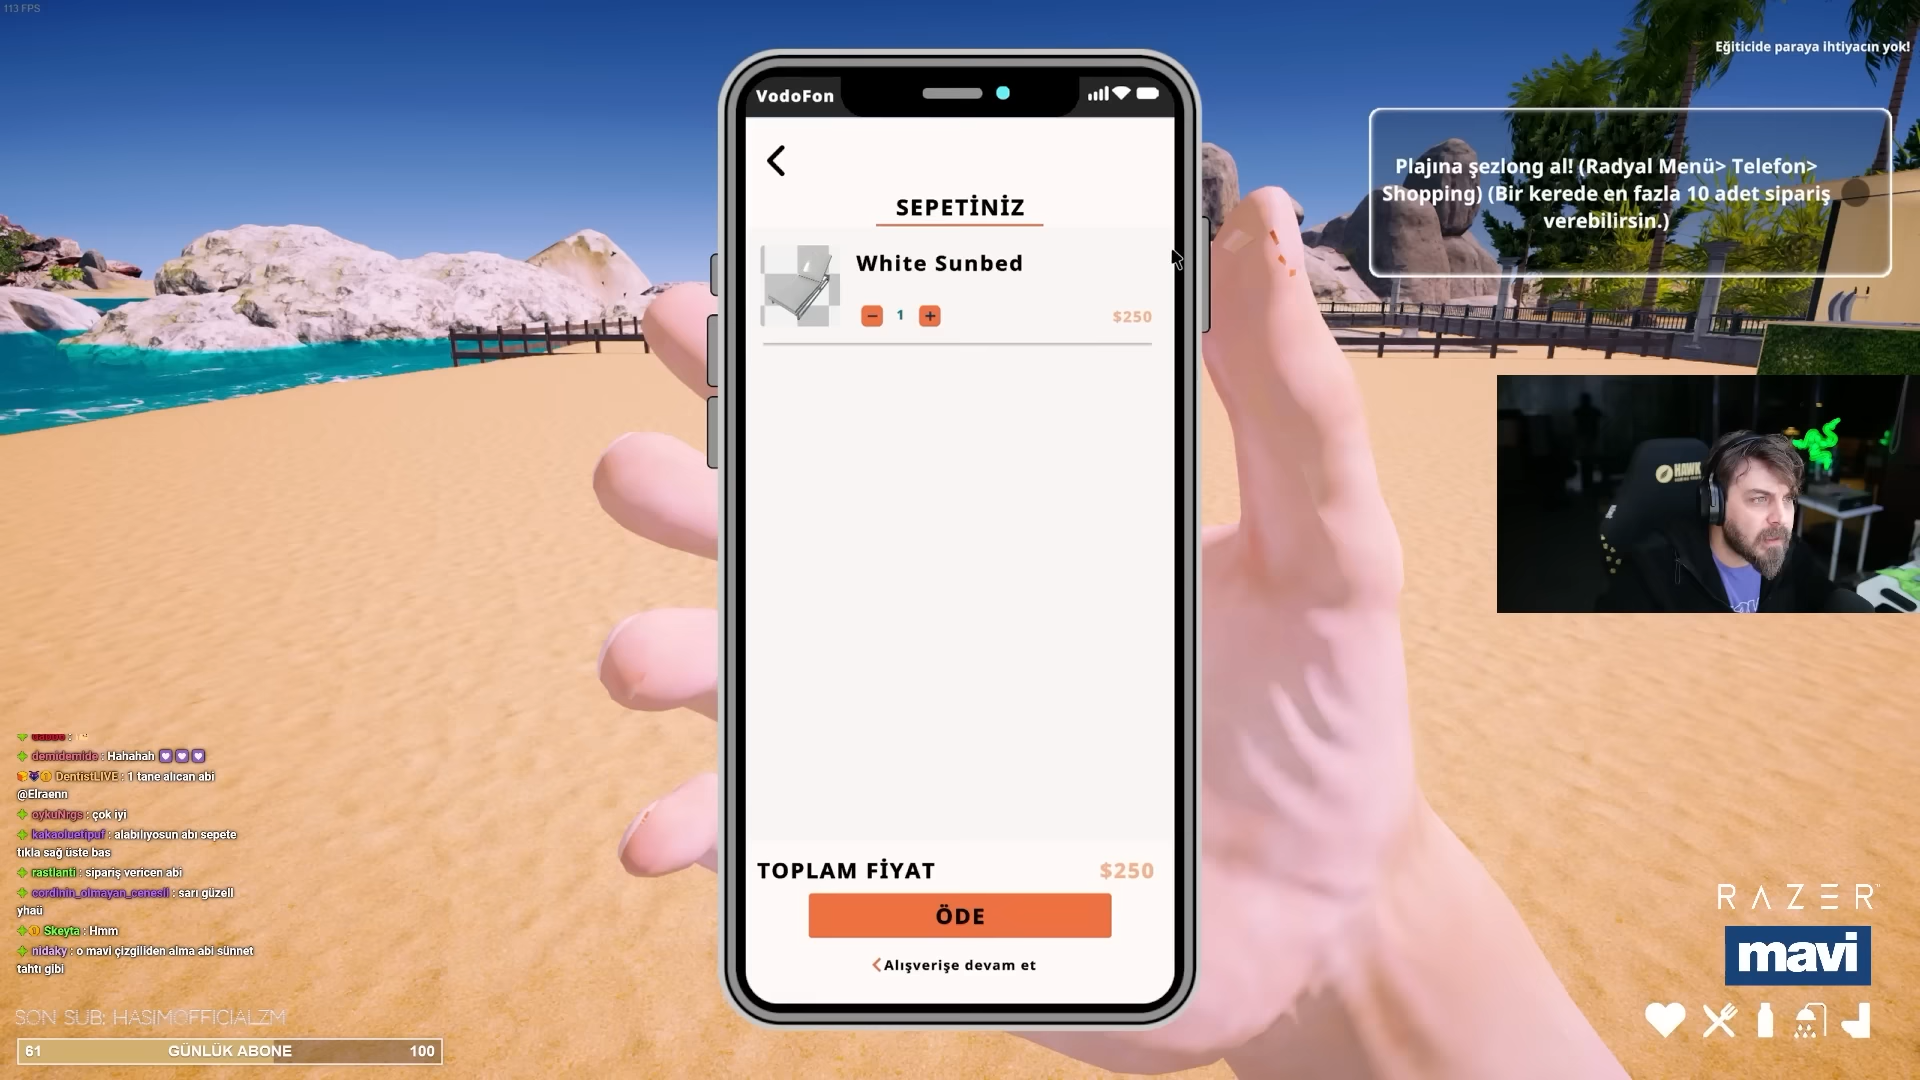 113 FPS
Eğiticide paraya ihtiyacın yok!
Plajına şezlong al! (Radyal Menü> Telefon>
Shopping) (Bir kerede en fazla 10 adet sipariş
verebilirsin.)
VodoFon
SEPETİNİZ
White Sunbed
− 1 +
$250
TOPLAM FİYAT
$250
ÖDE
Alışverişe devam et
HAWK
demidemide : Hahahah
DentistLIVE : 1 tane alıcan abi
@Elraenn
oykuNrgs : çok iyi
kakaoluetipuf : alabılıyosun abı sepete
tıkla sağ üste bas
rastlanti : sipariş vericen abi
cordinin_olmayan_cenesii : sarı güzell
yhaü
Skeyta : Hmm
nidaky : o mavi çizgiliden alma abi sünnet
tahtı gibi
SON SUB: HASIMOFFICIALZM
61 GÜNLÜK ABONE 100
RAZER
mavi